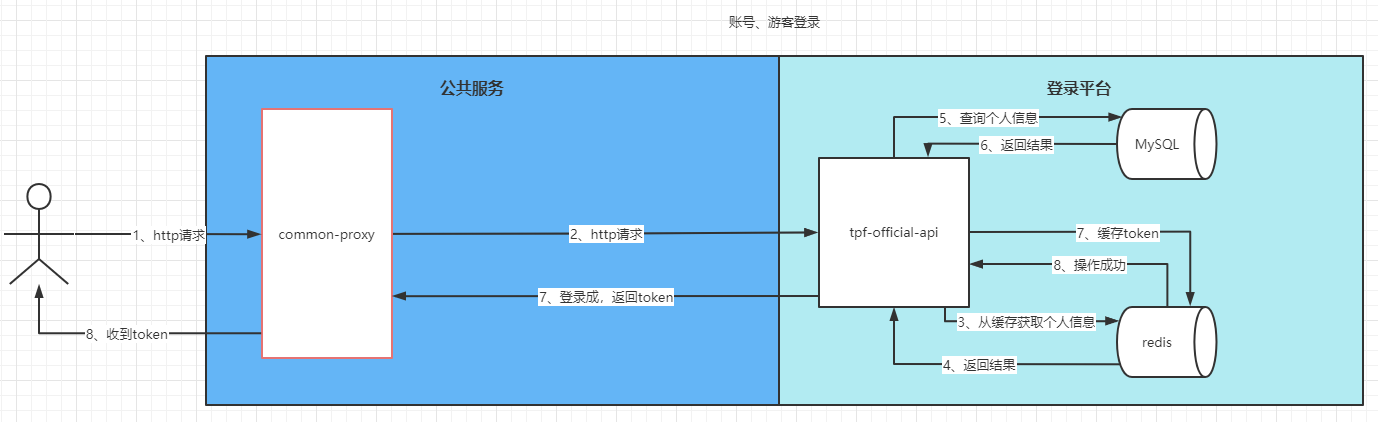 账号、游客登录
公共服务
登录平台
5、查询个人信息
6、返回结果
MySQL
1、http请求
common-proxy
2、http请求
tpf-official-api
7、缓存token
8、操作成功
7、登录成，返回token
3、从缓存获取个人信息
8、收到token
redis
4、返回结果